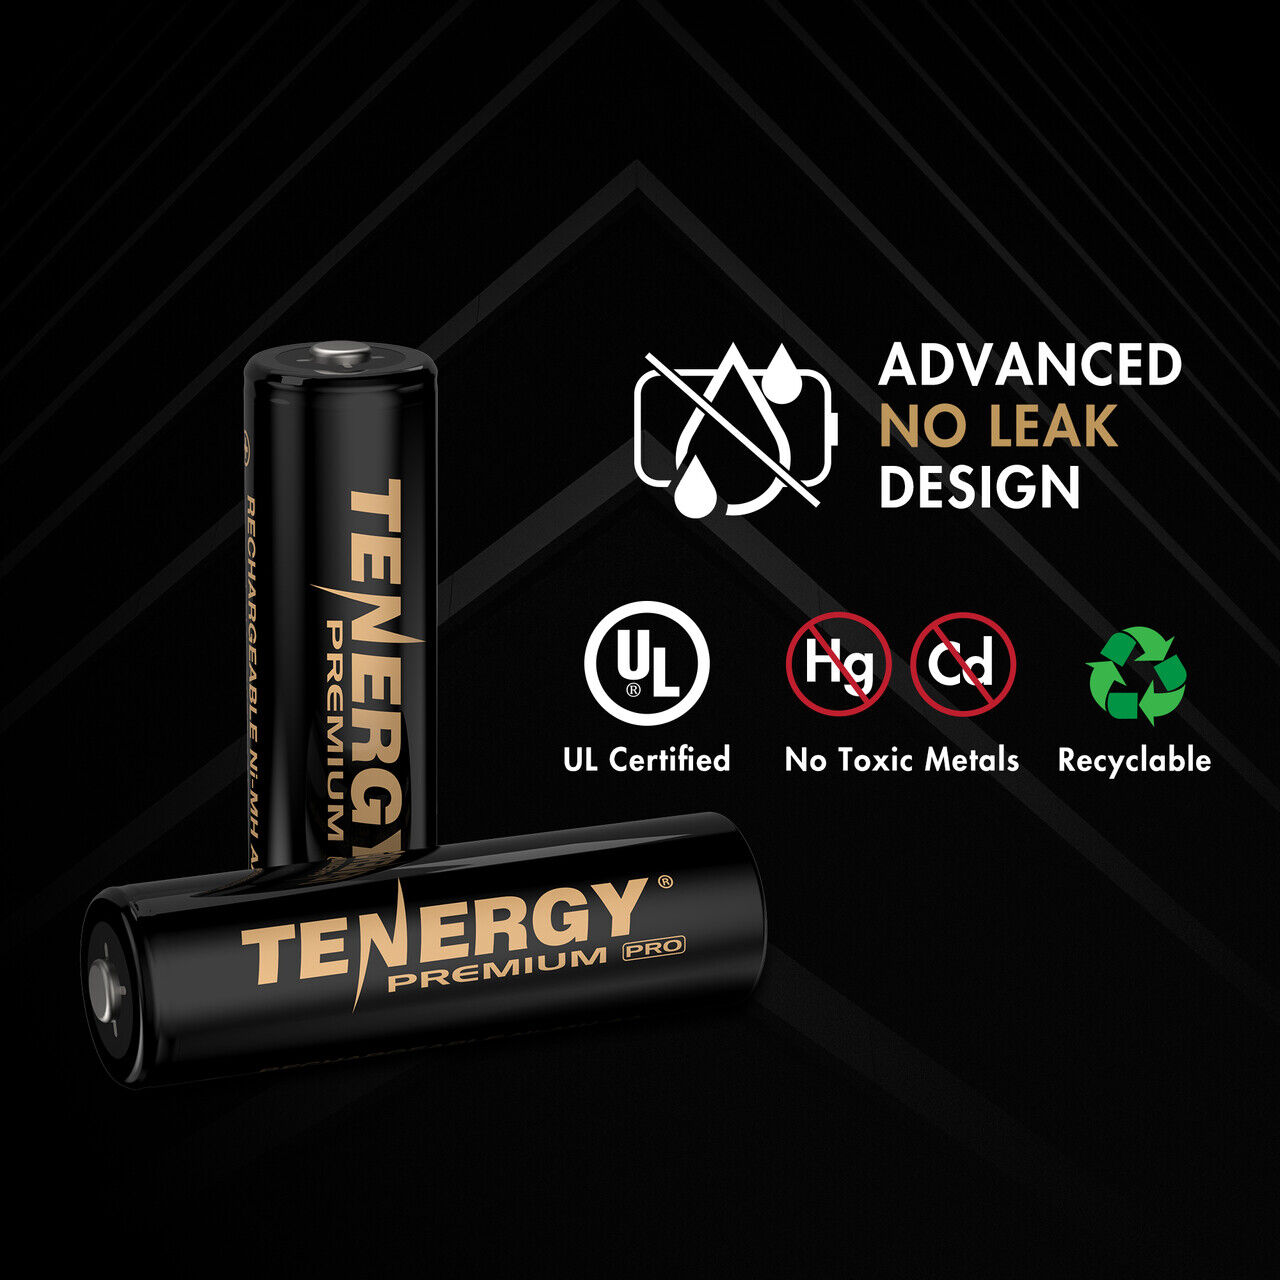 ADVANCED
NO LEAK
DESIGN
UL®
Hg
Cd
UL Certified
No Toxic Metals
Recyclable
TENERGY
PREMIUM
RECHARGEABLE Ni-MH
TENERGY®
PREMIUM PRO